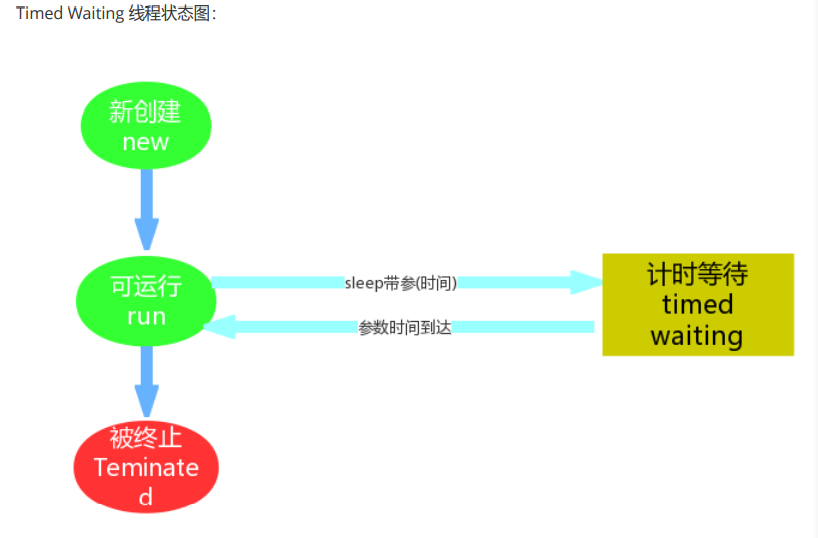 Timed Waiting 线程状态图：
新创建
new
可运行
run
sleep带参(时间)
参数时间到达
计时等待
timed
waiting
被终止
Teminate
d